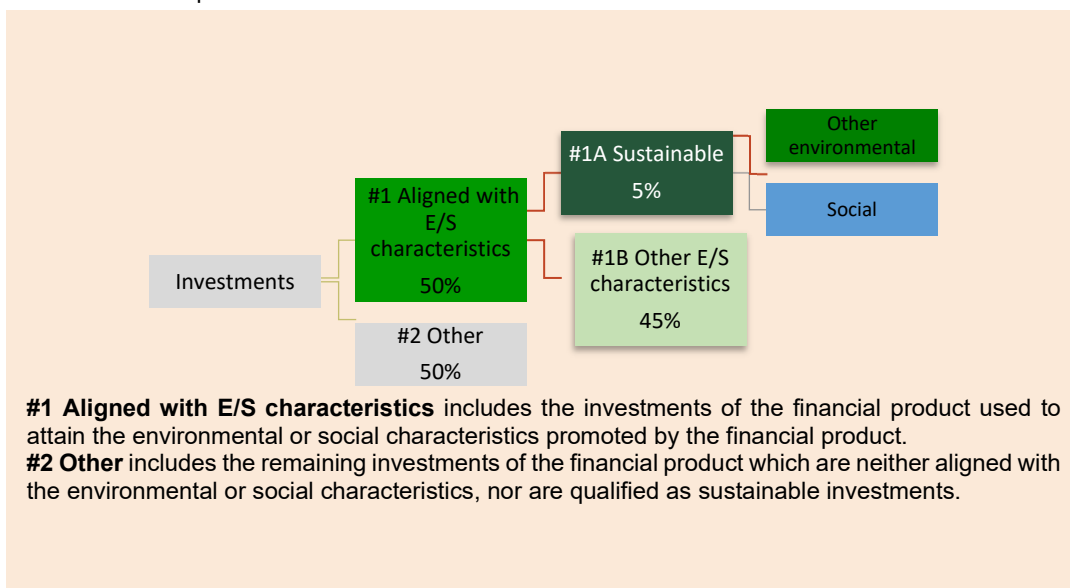 Other
environmental
#1A Sustainable
5%
#1 Aligned with
E/S
characteristics
50%
Social
Investments
#1B Other E/S
characteristics
45%
#2 Other
50%
#1 Aligned with E/S characteristics includes the investments of the financial product used to
attain the environmental or social characteristics promoted by the financial product.
#2 Other includes the remaining investments of the financial product which are neither aligned with
the environmental or social characteristics, nor are qualified as sustainable investments.